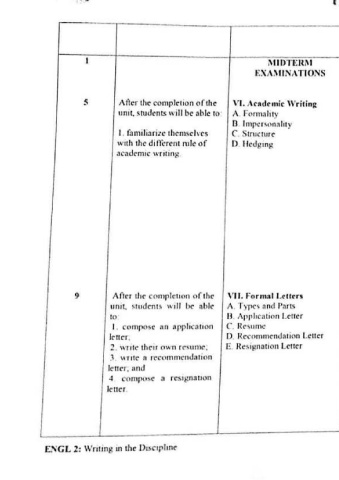 1
MIDTERM
EXAMINATIONS
5
After the completion of the
unit, students will be able to:
1. familiarize themselves
with the different rule of
academic writing.
VI. Academic Writing
A. Formality
B. Impersonality
C. Structure
D. Hedging
9
After the completion of the
unit, students will be able
to:
1. compose an application
letter;
2. write their own resume;
3. write a recommendation
letter; and
4. compose a resignation
letter.
VII. Formal Letters
A. Types and Parts
B. Application Letter
C. Resume
D. Recommendation Letter
E. Resignation Letter
ENGL 2: Writing in the Discipline